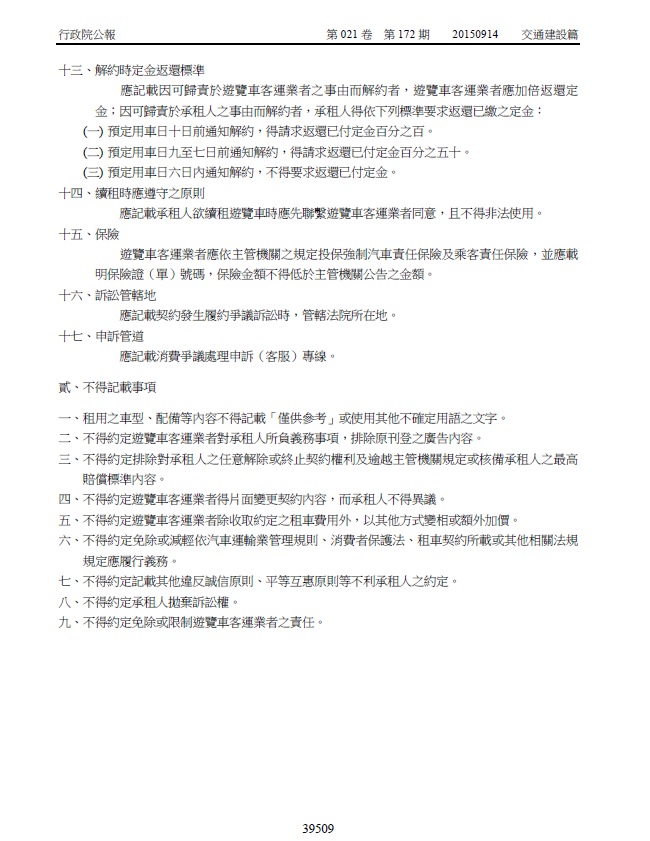 行政院公報 第 021 卷 第 172 期 20150914 交通建設篇
十三、解約時定金返還標準
應記載因可歸責於遊覽車客運業者之事由而解約者，遊覽車客運業者應加倍返還定
金；因可歸責於承租人之事由而解約者，承租人得依下列標準要求返還已繳之定金：
(一) 預定用車日十日前通知解約，得請求返還已付定金百分之百。
(二) 預定用車日九至七日前通知解約，得請求返還已付定金百分之五十。
(三) 預定用車日六日內通知解約，不得要求返還已付定金。
十四、續租時應遵守之原則
應記載承租人欲續租遊覽車時應先聯繫遊覽車客運業者同意，且不得非法使用。
十五、保險
遊覽車客運業者應依主管機關之規定投保強制汽車責任保險及乘客責任保險，並應載
明保險證（單）號碼，保險金額不得低於主管機關公告之金額。
十六、訴訟管轄地
應記載契約發生履約爭議訴訟時，管轄法院所在地。
十七、申訴管道
應記載消費爭議處理申訴（客服）專線。
貳、不得記載事項
一、租用之車型、配備等內容不得記載「僅供參考」或使用其他不確定用語之文字。
二、不得約定遊覽車客運業者對承租人所負義務事項，排除原刊登之廣告內容。
三、不得約定排除對承租人之任意解除或終止契約權利及逾越主管機關規定或核備承租人之最高
賠償標準內容。
四、不得約定遊覽車客運業者得片面變更契約內容，而承租人不得異議。
五、不得約定遊覽車客運業者除收取約定之租車費用外，以其他方式變相或額外加價。
六、不得約定免除或減輕依汽車運輸業管理規則、消費者保護法、租車契約所載或其他相關法規
規定應履行義務。
七、不得約定記載其他違反誠信原則、平等互惠原則等不利承租人之約定。
八、不得約定承租人拋棄訴訟權。
九、不得約定免除或限制遊覽車客運業者之責任。
39509